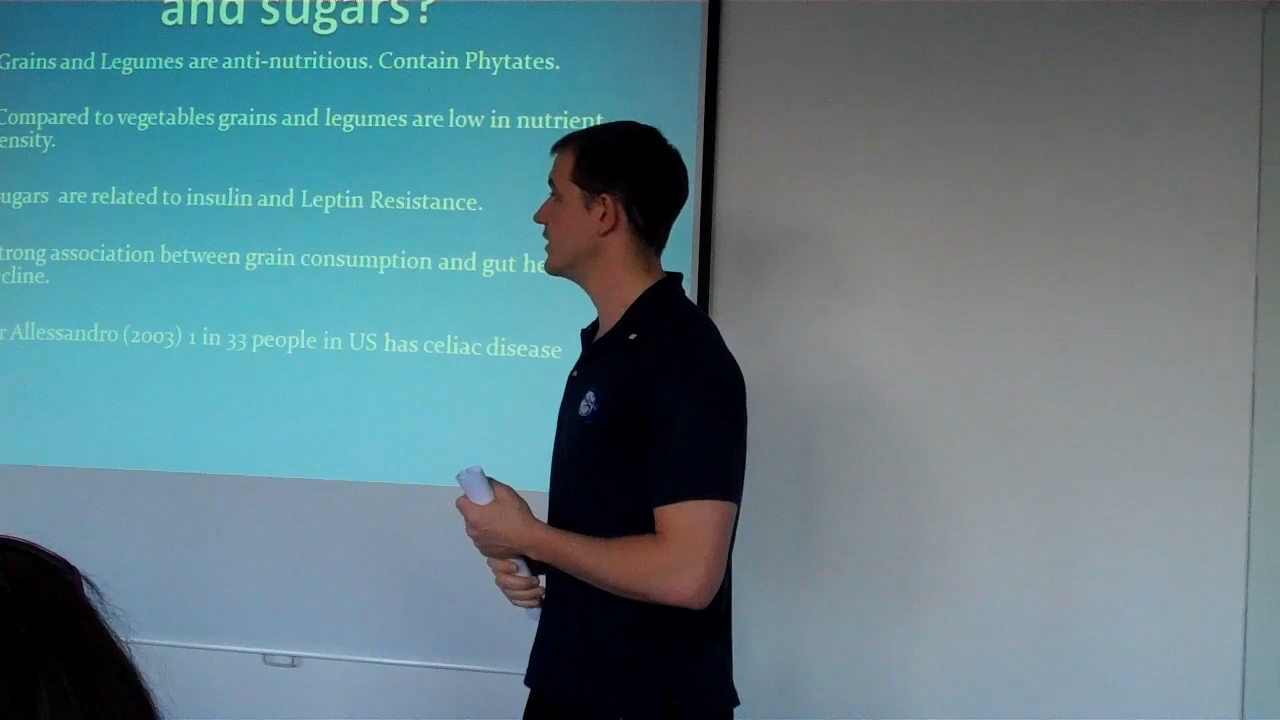 and sugars?
Grains and Legumes are anti-nutritious. Contain Phytates.
Compared to vegetables grains and legumes are low in nutrient
ensity.
ugars are related to insulin and Leptin Resistance.
trong association between grain consumption and gut he
cline.
r Allessandro (2003) 1 in 33 people in US has celiac disease